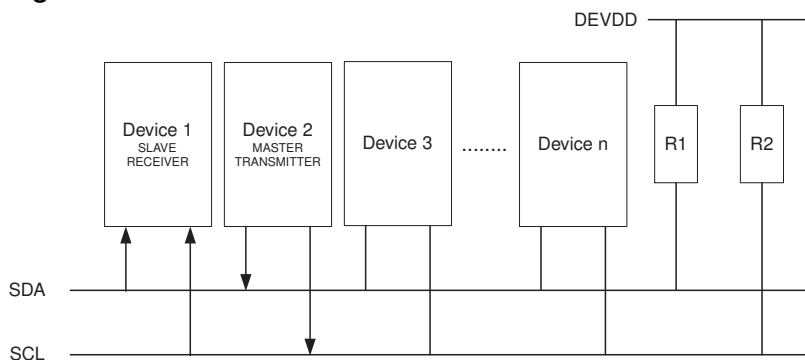 DEVDD
Device 1
SLAVE
RECEIVER
Device 2
MASTER
TRANSMITTER
Device 3
........
Device n
R1
R2
SDA
SCL